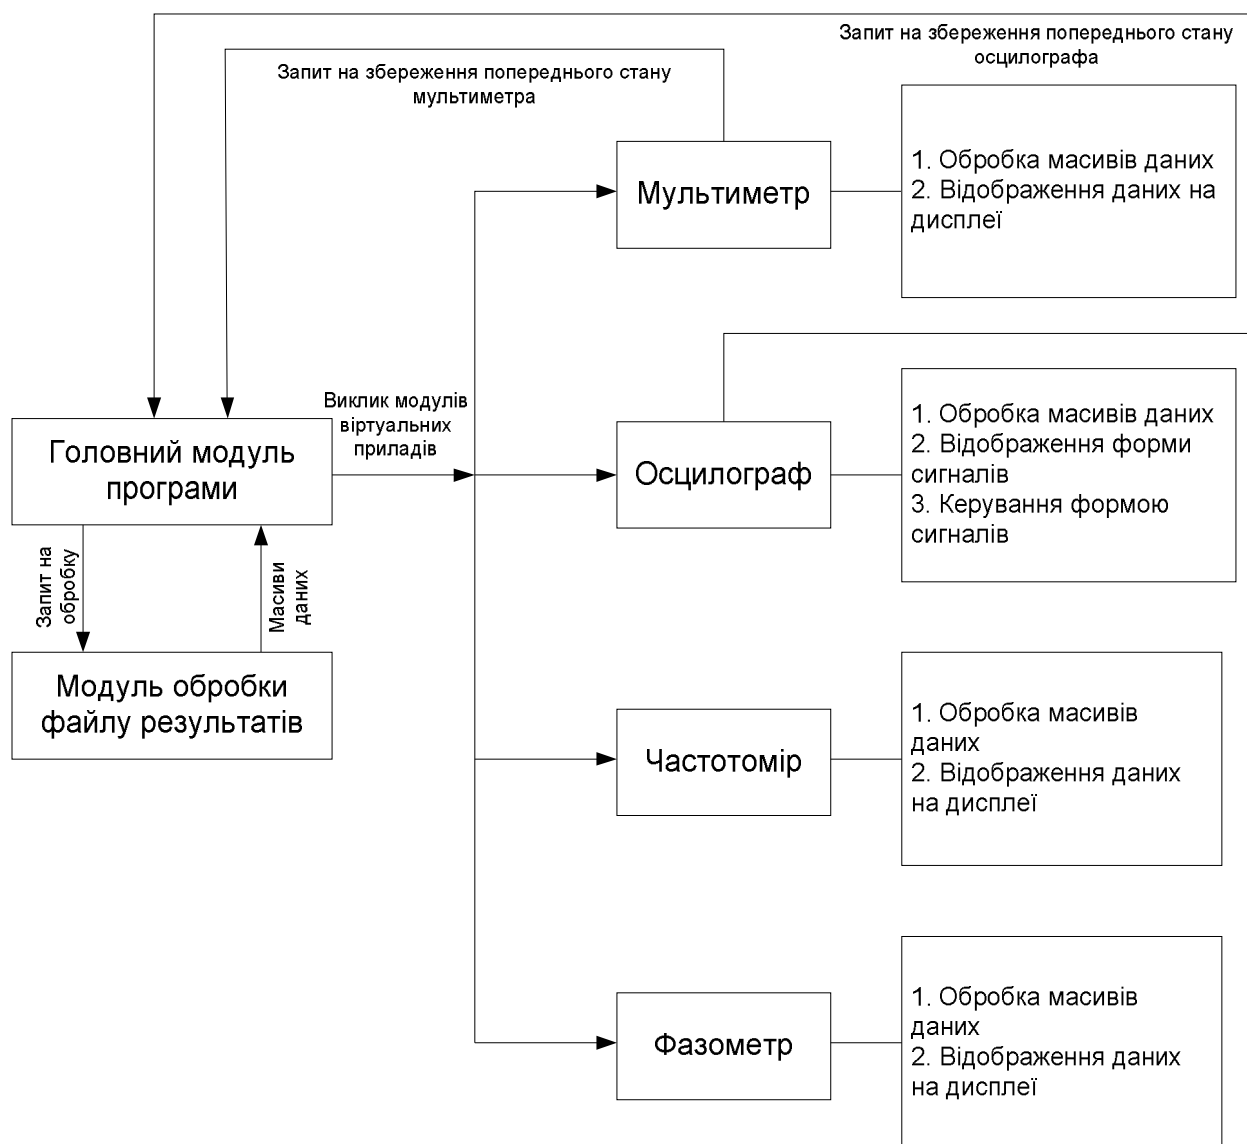 Запит на збереження попереднього стану
осцилографа
Запит на збереження попереднього стану
мультиметра
Мультиметр
1. Обробка масивів даних
2. Відображення даних на
дисплеї
Виклик модулів
віртуальних
приладів
Головний модуль
програми
Осцилограф
1. Обробка масивів даних
2. Відображення форми
сигналів
3. Керування формою
сигналів
Запит на
обробку
Масиви
даних
Модуль обробки
файлу результатів
Частотомір
1. Обробка масивів
даних
2. Відображення даних
на дисплеї
Фазометр
1. Обробка масивів
даних
2. Відображення даних
на дисплеї